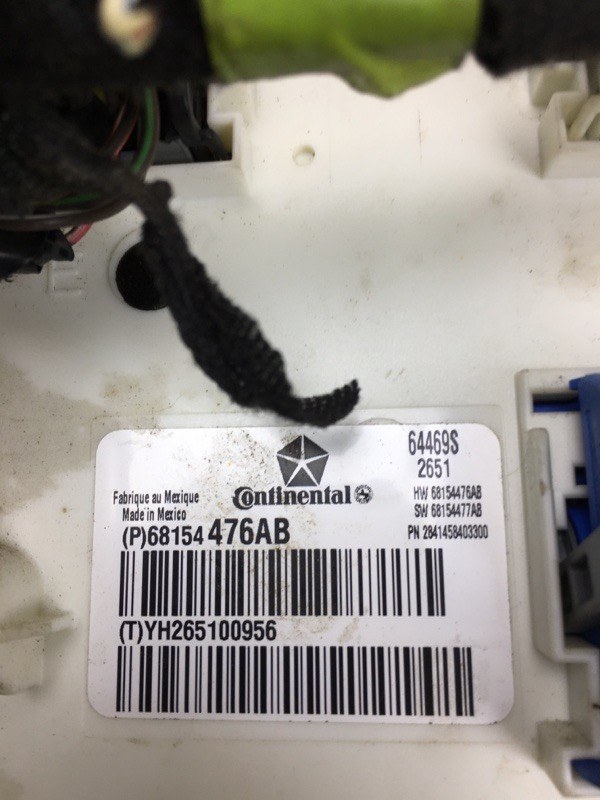 64469S
2651
Continental
Fabrique au Mexique
Made in Mexico
HW 68154476AB
SW 68154477AB
(P)68154 476AB
PN 2841458403300
(T)YH265100956